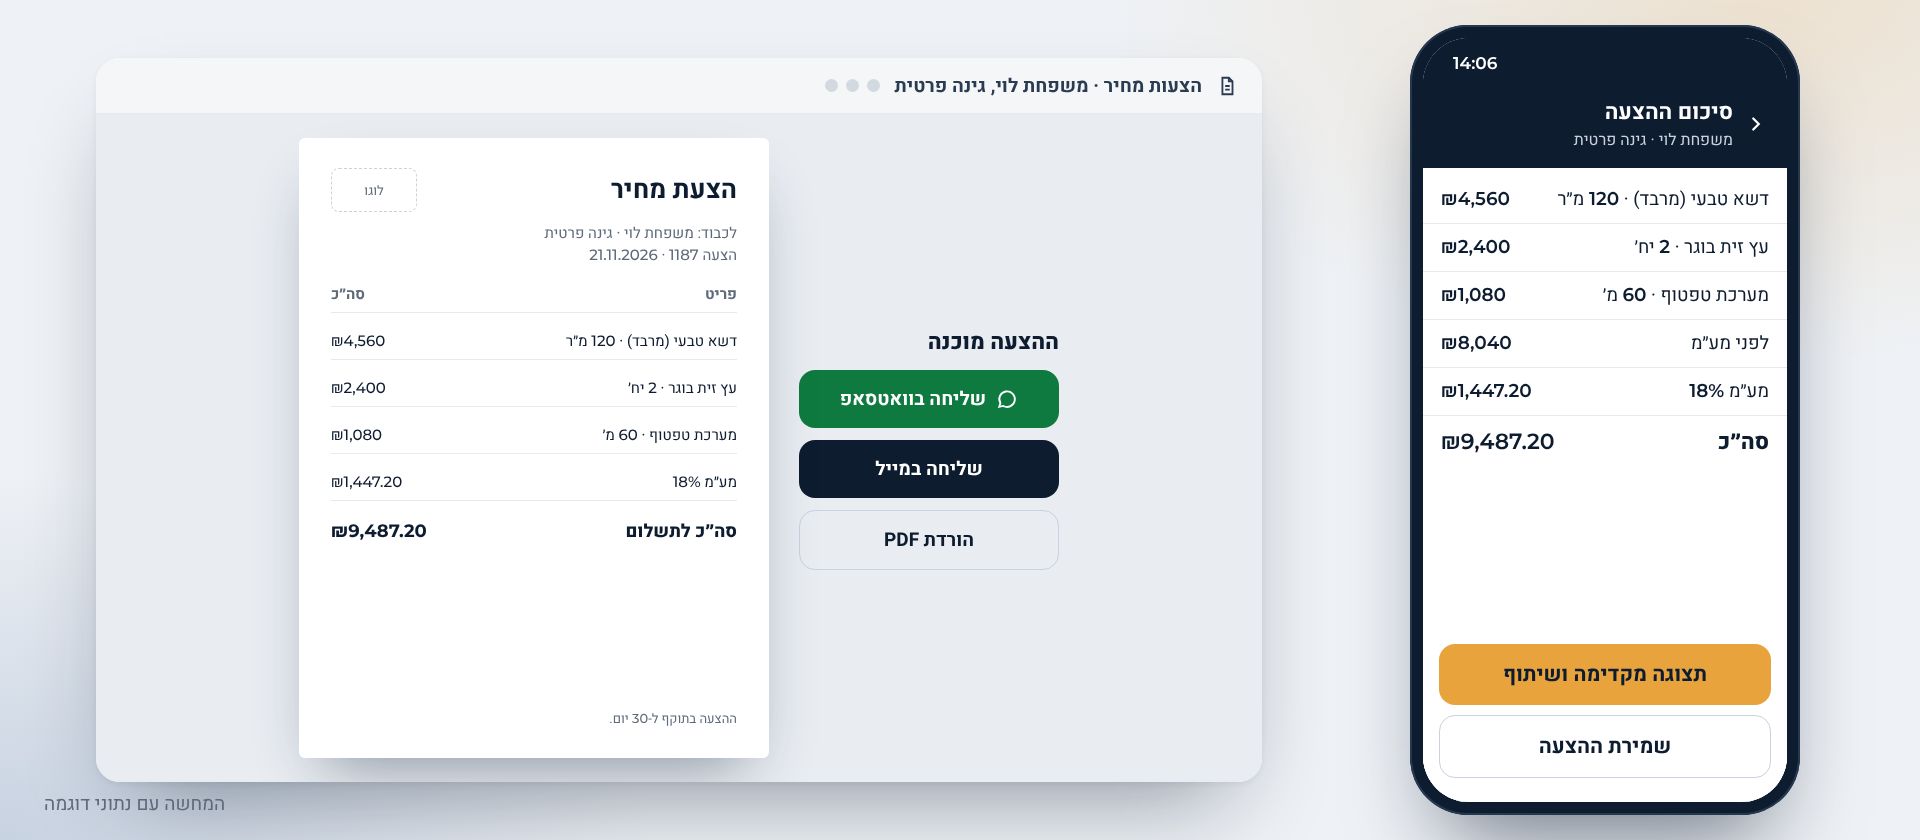 14:06
סיכום ההצעה
משפחת לוי · גינה פרטית
דשא טבעי (מרבד) · 120 מ״ר ₪4,560
עץ זית בוגר · 2 יח׳ ₪2,400
מערכת טפטוף · 60 מ׳ ₪1,080
לפני מע״מ ₪8,040
מע״מ 18% ₪1,447.20
סה״כ ₪9,487.20
תצוגה מקדימה ושיתוף
שמירת ההצעה
הצעות מחיר · משפחת לוי, גינה פרטית
ההצעה מוכנה
שליחה בוואטסאפ
שליחה במייל
הורדת PDF
הצעת מחיר
לוגו
לכבוד: משפחת לוי · גינה פרטית
הצעה 1187 · 21.11.2026
פריט סה״כ
דשא טבעי (מרבד) · 120 מ״ר ₪4,560
עץ זית בוגר · 2 יח׳ ₪2,400
מערכת טפטוף · 60 מ׳ ₪1,080
מע״מ 18% ₪1,447.20
סה״כ לתשלום ₪9,487.20
ההצעה בתוקף ל-30 יום.
המחשה עם נתוני דוגמה